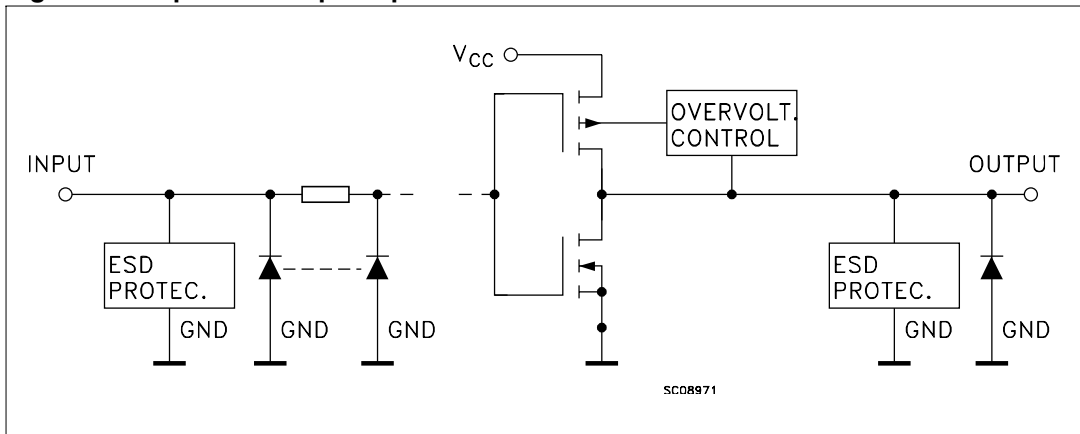 VCC
OVERVOLT.
CONTROL
INPUT
OUTPUT
ESD
PROTEC.
GND
GND
GND
ESD
PROTEC.
GND
GND
SC08971